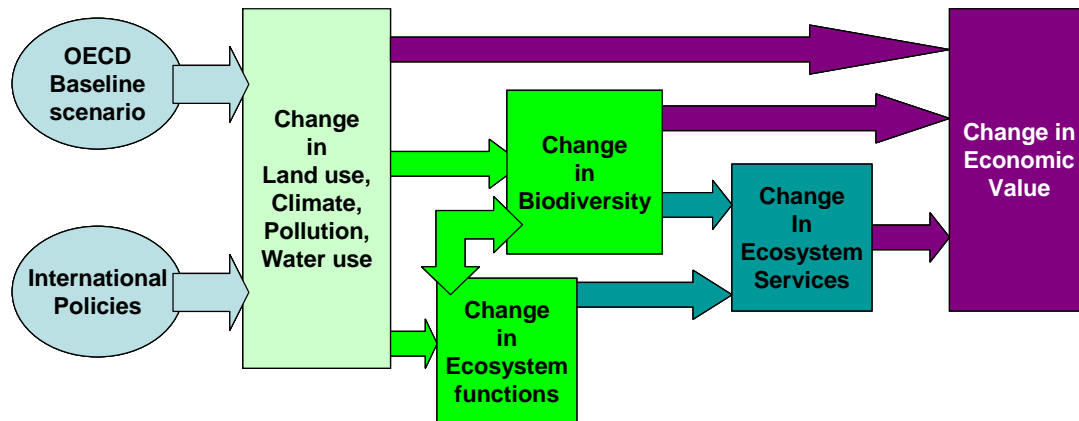 OECD
Baseline
scenario
International
Policies
Change
in
Land use,
Climate,
Pollution,
Water use
Change
in
Biodiversity
Change
in
Ecosystem
functions
Change
In
Ecosystem
Services
Change in
Economic
Value